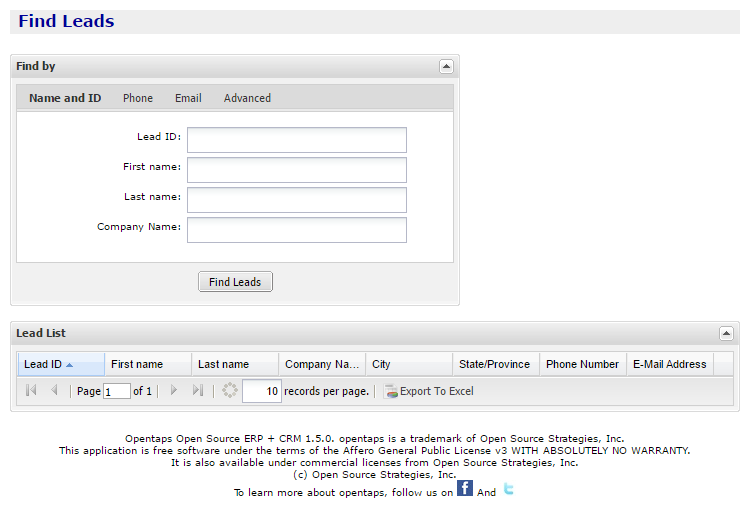 Find Leads
Find by
Name and ID Phone Email Advanced
Lead ID:
First name:
Last name:
Company Name:
Find Leads
Lead List
Lead ID First name Last name Company Na... City State/Province Phone Number E-Mail Address
Page 1 of 1 10 records per page. Export To Excel
Opentaps Open Source ERP + CRM 1.5.0. opentaps is a trademark of Open Source Strategies, Inc.
This application is free software under the terms of the Affero General Public License v3 WITH ABSOLUTELY NO WARRANTY.
It is also available under commercial licenses from Open Source Strategies, Inc.
(c) Open Source Strategies, Inc.
To learn more about opentaps, follow us on f And t